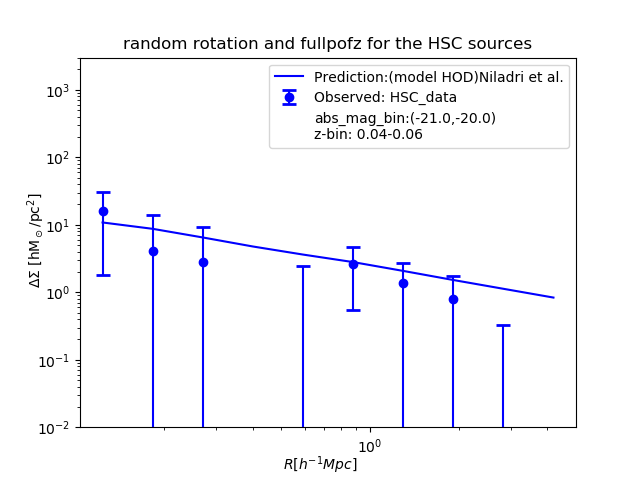 random rotation and fullpofz for the HSC sources
Prediction:(model HOD)Niladri et al.
Observed: HSC_data
abs_mag_bin:(-21.0,-20.0)
z-bin: 0.04-0.06
10³
10²
10¹
10⁰
10⁻¹
10⁻²
ΔΣ [hM☉/pc²]
10⁰
R[h⁻¹Mpc]